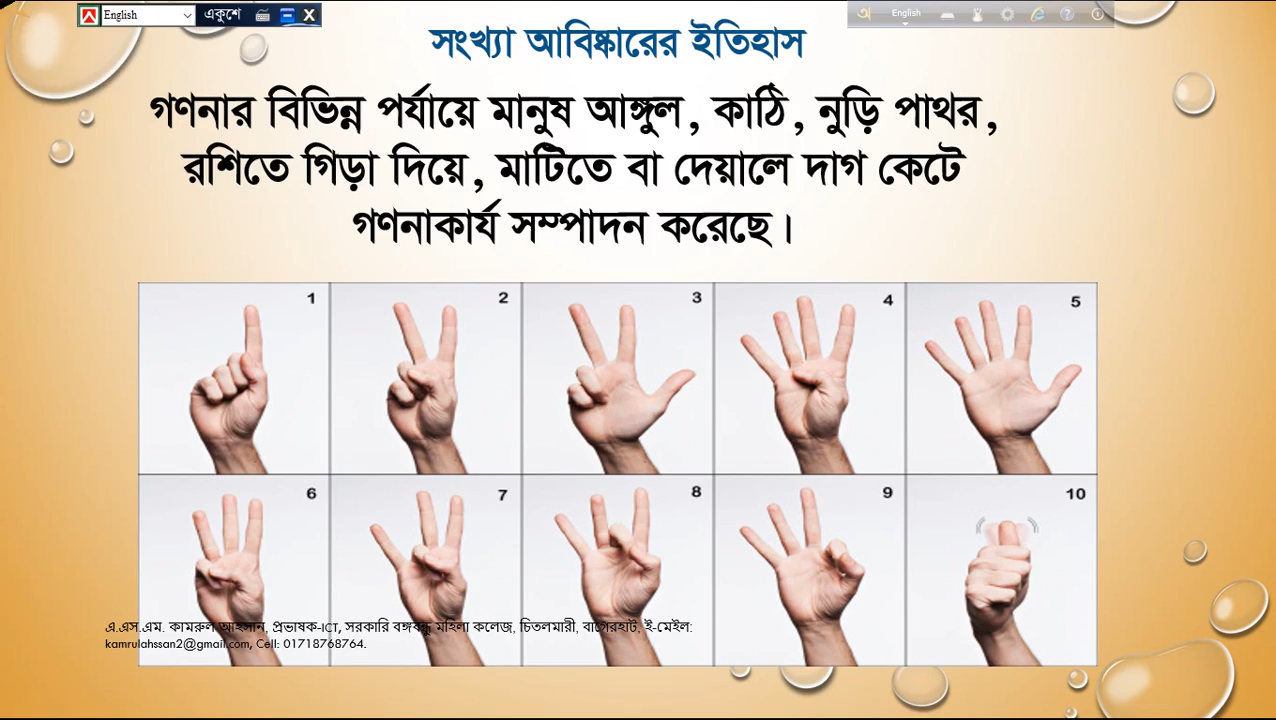 English
একুশে
X
English
সংখ্যা আবিষ্কারের ইতিহাস
গণনার বিভিন্ন পর্যায়ে মানুষ আঙ্গুল, কাঠি, নুড়ি পাথর,
রশিতে গিড়া দিয়ে, মাটিতে বা দেয়ালে দাগ কেটে
গণনাকার্য সম্পাদন করেছে।
1 2 3 4 5
6 7 8 9 10
এ.এস.এম. কামরুল আহসান, প্রভাষক-ICT, সরকারি বঙ্গবন্ধু মহিলা কলেজ, চিতলমারী, বাগেরহাট, ই-মেইল:
kamrulahssan2@gmail.com, Cell: 01718768764.